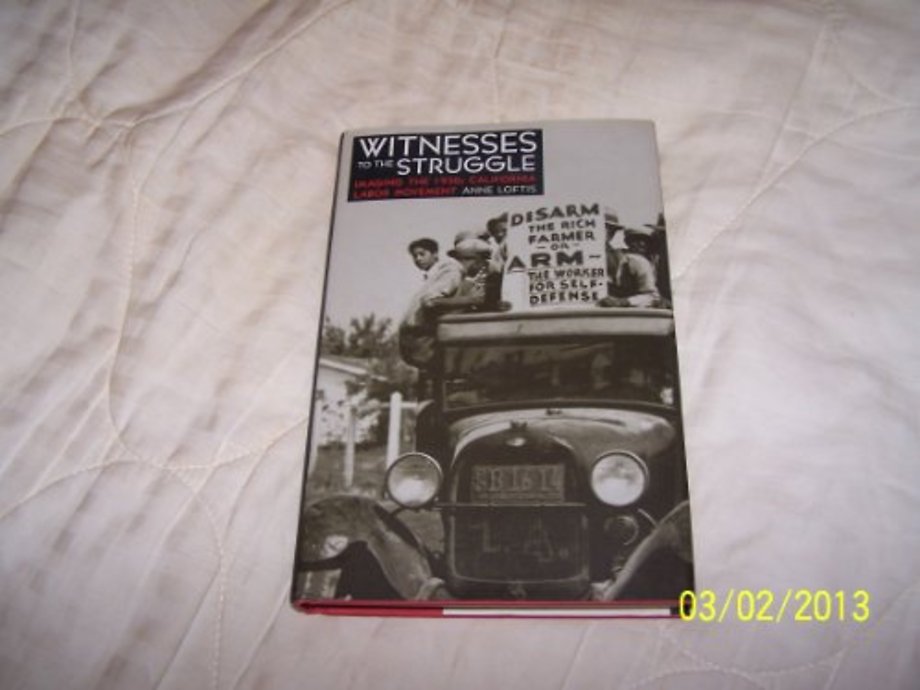 WITNESSES
TO THE STRUGGLE
IMAGING THE 1930s CALIFORNIA
LABOR MOVEMENT ANNE LOFTIS
DISARM
THE RICH
FARMER
- OR -
ARM -
THE WORKER
FOR SELF-
DEFENSE
L.A.
03/02/2013